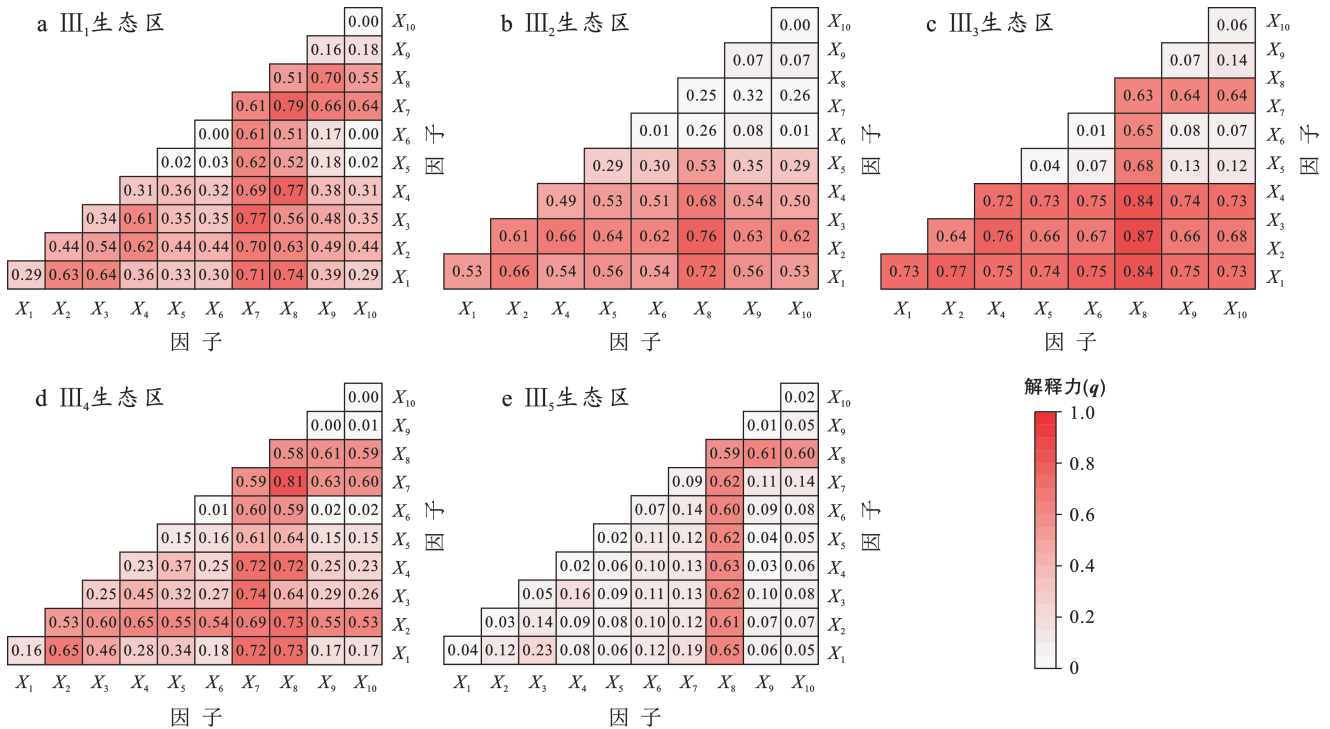 a Ⅲ₁生态区
0.00 X₁₀
0.16 0.18 X₉
0.51 0.70 0.55 X₈
0.61 0.79 0.66 0.64 X₇
0.00 0.61 0.51 0.17 0.00 X₆
0.02 0.03 0.62 0.52 0.18 0.02 X₅
0.31 0.36 0.32 0.69 0.77 0.38 0.31 X₄
0.34 0.61 0.35 0.35 0.77 0.56 0.48 0.35 X₃
0.44 0.54 0.62 0.44 0.44 0.70 0.63 0.49 0.44 X₂
0.29 0.63 0.64 0.36 0.33 0.30 0.71 0.74 0.39 0.29 X₁
X₁ X₂ X₃ X₄ X₅ X₆ X₇ X₈ X₉ X₁₀
因 子
因 子
b Ⅲ₂生态区
0.00 X₁₀
0.07 0.07 X₉
0.25 0.32 0.26 X₈
0.01 0.26 0.08 0.01 X₆
0.29 0.30 0.53 0.35 0.29 X₅
0.49 0.53 0.51 0.68 0.54 0.50 X₄
0.61 0.66 0.64 0.62 0.76 0.63 0.62 X₂
0.53 0.66 0.54 0.56 0.54 0.72 0.56 0.53 X₁
X₁ X₂ X₄ X₅ X₆ X₈ X₉ X₁₀
因 子
因 子
c Ⅲ₃生态区
0.06 X₁₀
0.07 0.14 X₉
0.63 0.64 0.64 X₈
0.01 0.65 0.08 0.07 X₆
0.04 0.07 0.68 0.13 0.12 X₅
0.72 0.73 0.75 0.84 0.74 0.73 X₄
0.64 0.76 0.66 0.67 0.87 0.66 0.68 X₂
0.73 0.77 0.75 0.74 0.75 0.84 0.75 0.73 X₁
X₁ X₂ X₄ X₅ X₆ X₈ X₉ X₁₀
因 子
因 子
d Ⅲ₄生态区
0.00 X₁₀
0.00 0.01 X₉
0.58 0.61 0.59 X₈
0.59 0.81 0.63 0.60 X₇
0.01 0.60 0.59 0.02 0.02 X₆
0.15 0.16 0.61 0.64 0.15 0.15 X₅
0.23 0.37 0.25 0.72 0.72 0.25 0.23 X₄
0.25 0.45 0.32 0.27 0.74 0.64 0.29 0.26 X₃
0.53 0.60 0.65 0.55 0.54 0.69 0.73 0.55 0.53 X₂
0.16 0.65 0.46 0.28 0.34 0.18 0.72 0.73 0.17 0.17 X₁
X₁ X₂ X₃ X₄ X₅ X₆ X₇ X₈ X₉ X₁₀
因 子
因 子
e Ⅲ₅生态区
0.02 X₁₀
0.01 0.05 X₉
0.59 0.61 0.60 X₈
0.09 0.62 0.11 0.14 X₇
0.07 0.14 0.60 0.09 0.08 X₆
0.02 0.11 0.12 0.62 0.04 0.05 X₅
0.02 0.06 0.10 0.13 0.63 0.03 0.06 X₄
0.05 0.16 0.09 0.11 0.13 0.62 0.10 0.08 X₃
0.03 0.14 0.09 0.08 0.10 0.12 0.61 0.07 0.07 X₂
0.04 0.12 0.23 0.08 0.06 0.12 0.19 0.65 0.06 0.05 X₁
X₁ X₂ X₃ X₄ X₅ X₆ X₇ X₈ X₉ X₁₀
因 子
因 子
解释力(q)
1.0
0.8
0.6
0.4
0.2
0